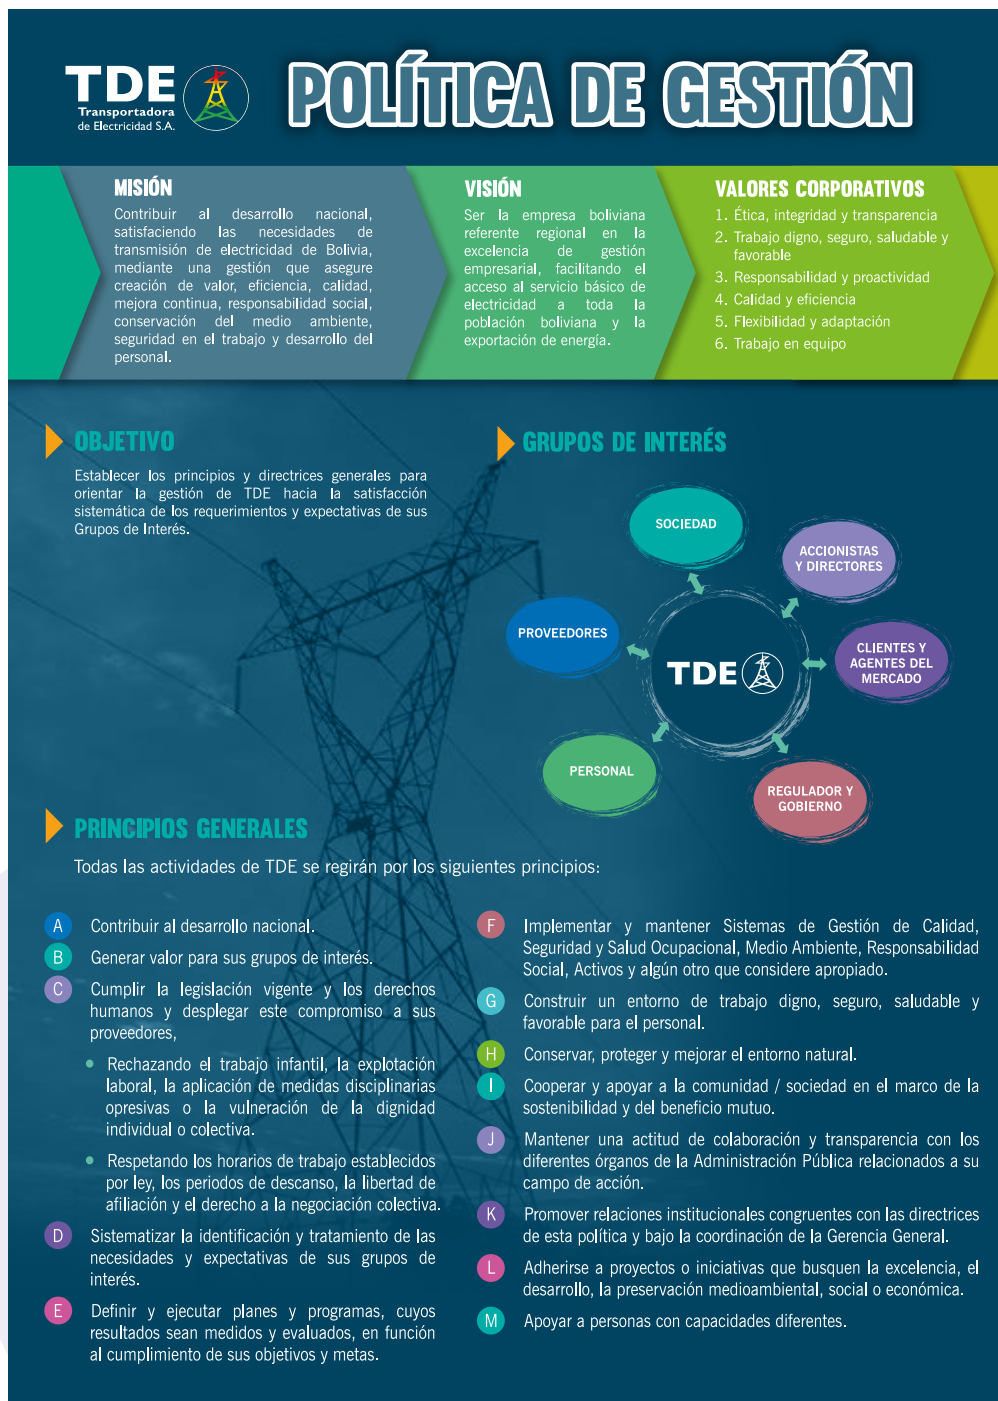 TDE
Transportadora
de Electricidad S.A.
POLÍTICA DE GESTIÓN
MISIÓN
Contribuir al desarrollo nacional,
satisfaciendo las necesidades de
transmisión de electricidad de Bolivia,
mediante una gestión que asegure
creación de valor, eficiencia, calidad,
mejora continua, responsabilidad social,
conservación del medio ambiente,
seguridad en el trabajo y desarrollo del
personal.
VISIÓN
Ser la empresa boliviana
referente regional en la
excelencia de gestión
empresarial, facilitando el
acceso al servicio básico de
electricidad a toda la
población boliviana y la
exportación de energía.
VALORES CORPORATIVOS
1. Ética, integridad y transparencia
2. Trabajo digno, seguro, saludable y
favorable
3. Responsabilidad y proactividad
4. Calidad y eficiencia
5. Flexibilidad y adaptación
6. Trabajo en equipo
OBJETIVO
Establecer los principios y directrices generales para
orientar la gestión de TDE hacia la satisfacción
sistemática de los requerimientos y expectativas de sus
Grupos de Interés.
GRUPOS DE INTERÉS
SOCIEDAD
ACCIONISTAS
Y DIRECTORES
PROVEEDORES
CLIENTES Y
AGENTES DEL
MERCADO
TDE
PERSONAL
REGULADOR Y
GOBIERNO
PRINCIPIOS GENERALES
Todas las actividades de TDE se regirán por los siguientes principios:
A Contribuir al desarrollo nacional.
B Generar valor para sus grupos de interés.
C Cumplir la legislación vigente y los derechos
humanos y desplegar este compromiso a sus
proveedores,
• Rechazando el trabajo infantil, la explotación
laboral, la aplicación de medidas disciplinarias
opresivas o la vulneración de la dignidad
individual o colectiva.
• Respetando los horarios de trabajo establecidos
por ley, los periodos de descanso, la libertad de
afiliación y el derecho a la negociación colectiva.
D Sistematizar la identificación y tratamiento de las
necesidades y expectativas de sus grupos de
interés.
E Definir y ejecutar planes y programas, cuyos
resultados sean medidos y evaluados, en función
al cumplimiento de sus objetivos y metas.
F Implementar y mantener Sistemas de Gestión de Calidad,
Seguridad y Salud Ocupacional, Medio Ambiente, Responsabilidad
Social, Activos y algún otro que considere apropiado.
G Construir un entorno de trabajo digno, seguro, saludable y
favorable para el personal.
H Conservar, proteger y mejorar el entorno natural.
I Cooperar y apoyar a la comunidad / sociedad en el marco de la
sostenibilidad y del beneficio mutuo.
J Mantener una actitud de colaboración y transparencia con los
diferentes órganos de la Administración Pública relacionados a su
campo de acción.
K Promover relaciones institucionales congruentes con las directrices
de esta política y bajo la coordinación de la Gerencia General.
L Adherirse a proyectos o iniciativas que busquen la excelencia, el
desarrollo, la preservación medioambiental, social o económica.
M Apoyar a personas con capacidades diferentes.